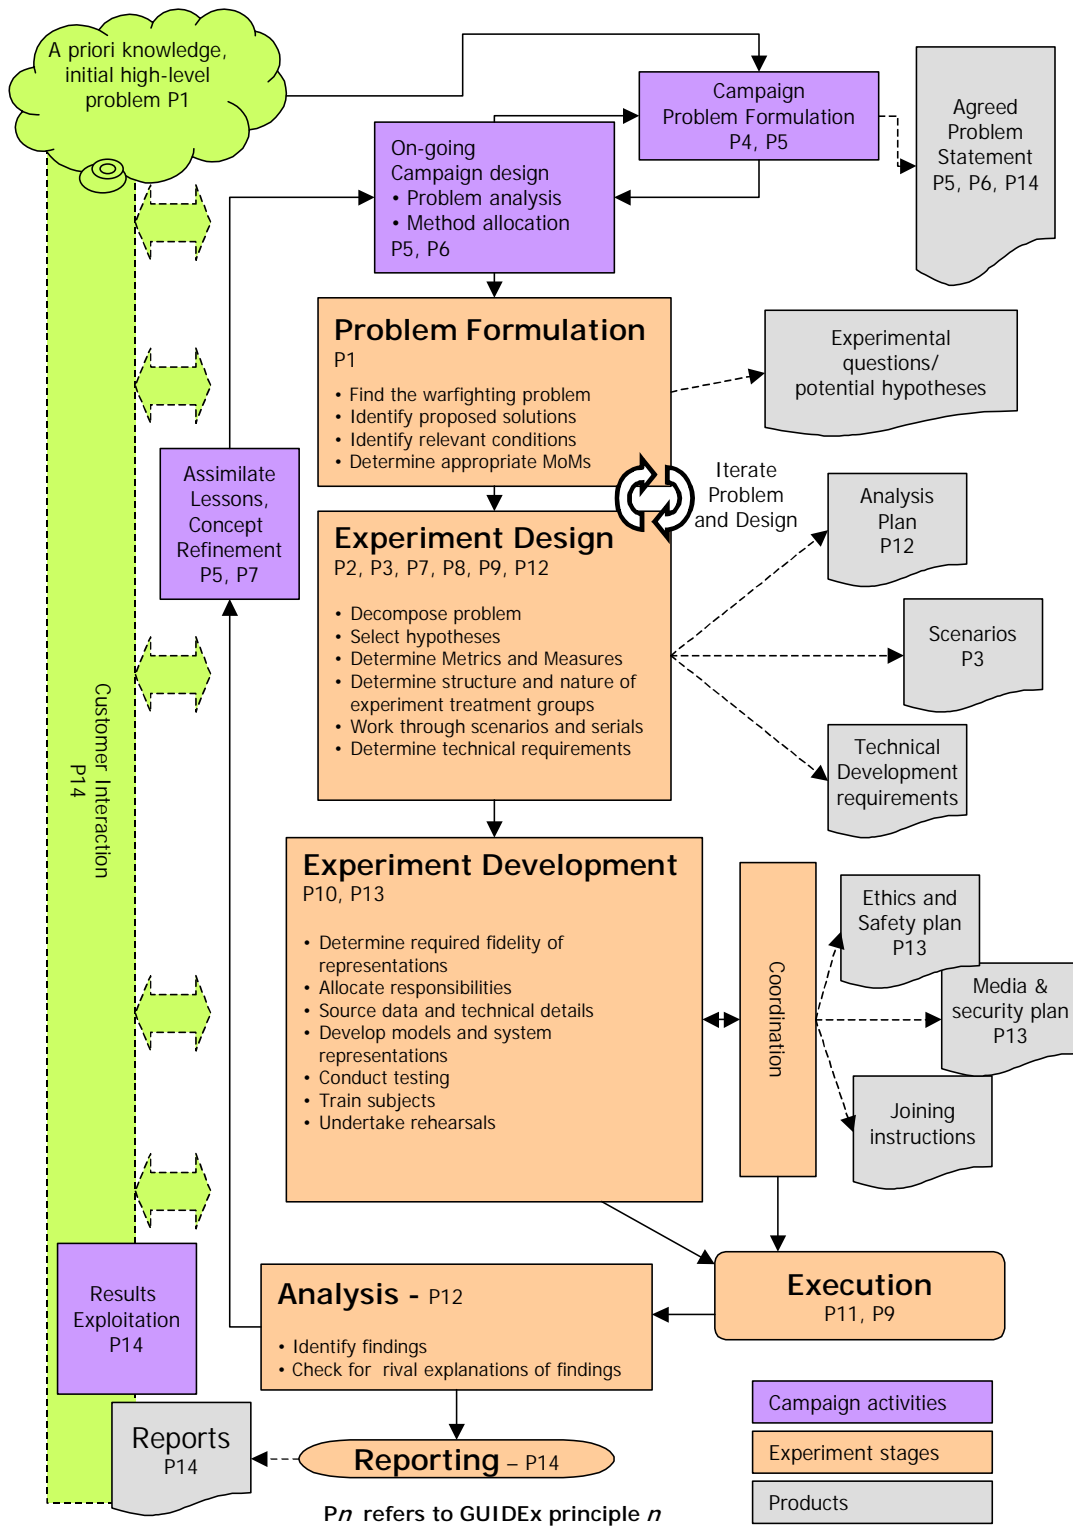 A priori knowledge,
initial high-level
problem P1
Campaign
Problem Formulation
P4, P5
Agreed
Problem
Statement
P5, P6, P14
On-going
Campaign design
• Problem analysis
• Method allocation
P5, P6
Problem Formulation
P1
• Find the warfighting problem
• Identify proposed solutions
• Identify relevant conditions
• Determine appropriate MoMs
Experimental
questions/
potential hypotheses
Iterate
Problem
and Design
Assimilate
Lessons,
Concept
Refinement
P5, P7
Experiment Design
P2, P3, P7, P8, P9, P12
• Decompose problem
• Select hypotheses
• Determine Metrics and Measures
• Determine structure and nature of
experiment treatment groups
• Work through scenarios and serials
• Determine technical requirements
Analysis
Plan
P12
Scenarios
P3
Technical
Development
requirements
Customer Interaction
P14
Experiment Development
P10, P13
• Determine required fidelity of
representations
• Allocate responsibilities
• Source data and technical details
• Develop models and system
representations
• Conduct testing
• Train subjects
• Undertake rehearsals
Coordination
Ethics and
Safety plan
P13
Media &
security plan
P13
Joining
instructions
Execution
P11, P9
Analysis - P12
• Identify findings
• Check for rival explanations of findings
Results
Exploitation
P14
Reports
P14
Reporting – P14
Pn refers to GUIDEx principle n
Campaign activities
Experiment stages
Products